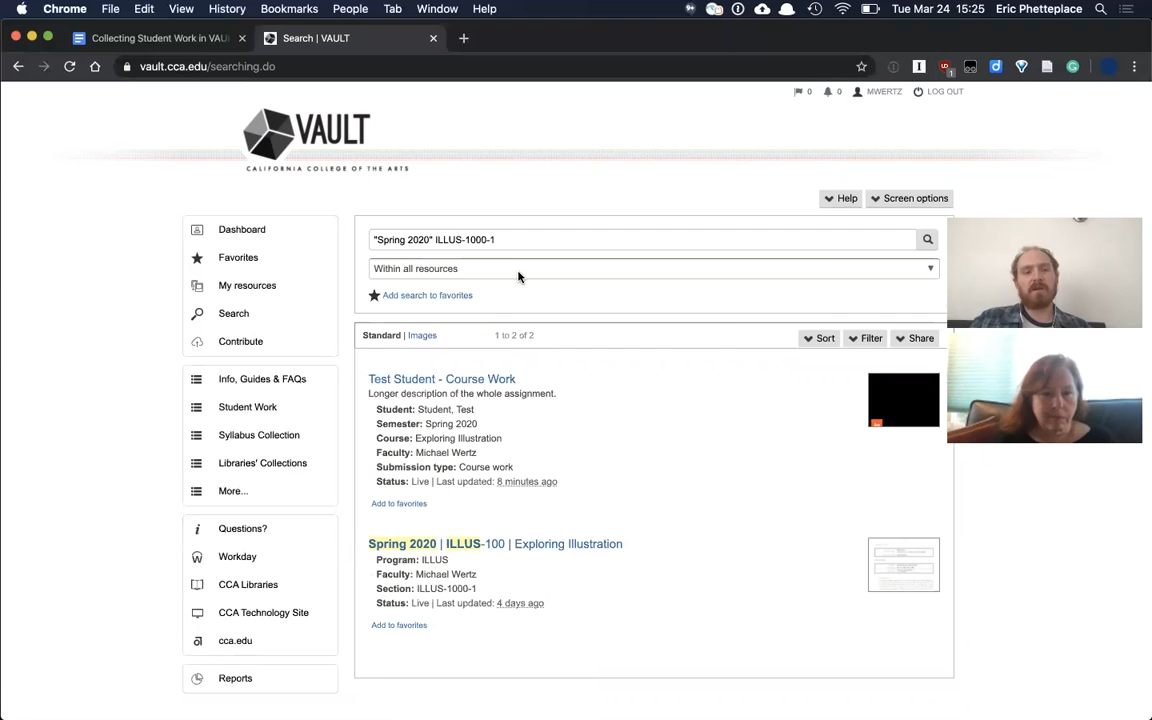 Chrome File Edit View History Bookmarks People Tab Window Help Tue Mar 24 15:25 Eric Phetteplace
Collecting Student Work in VAU Search | VAULT
vault.cca.edu/searching.do
0 0 MWERTZ LOG OUT
VAULT
CALIFORNIA COLLEGE OF THE ARTS
Help Screen options
Dashboard
Favorites
My resources
Search
Contribute
Info, Guides & FAQs
Student Work
Syllabus Collection
Libraries' Collections
More...
Questions?
Workday
CCA Libraries
CCA Technology Site
cca.edu
Reports
"Spring 2020" ILLUS-1000-1
Within all resources
Add search to favorites
Standard | Images 1 to 2 of 2 Sort Filter Share
Test Student - Course Work
Longer description of the whole assignment.
Student: Student, Test
Semester: Spring 2020
Course: Exploring Illustration
Faculty: Michael Wertz
Submission type: Course work
Status: Live | Last updated: 8 minutes ago
Add to favorites
Spring 2020 | ILLUS-100 | Exploring Illustration
Program: ILLUS
Faculty: Michael Wertz
Section: ILLUS-1000-1
Status: Live | Last updated: 4 days ago
Add to favorites